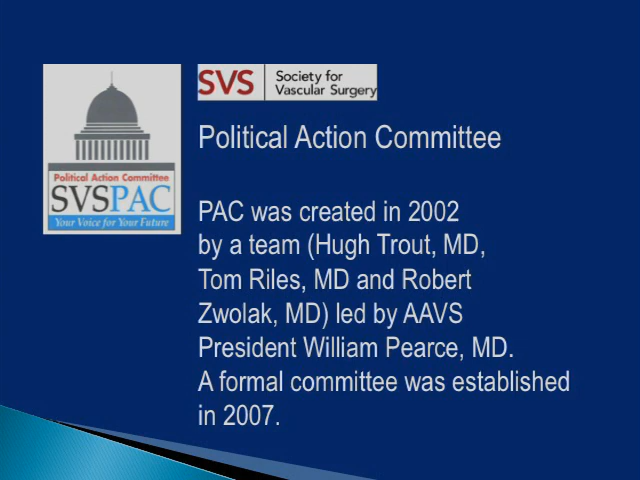 Political Action Committee
SVSPAC
Your Voice for Your Future
SVS
Society for
Vascular Surgery
Political Action Committee
PAC was created in 2002
by a team (Hugh Trout, MD,
Tom Riles, MD and Robert
Zwolak, MD) led by AAVS
President William Pearce, MD.
A formal committee was established
in 2007.